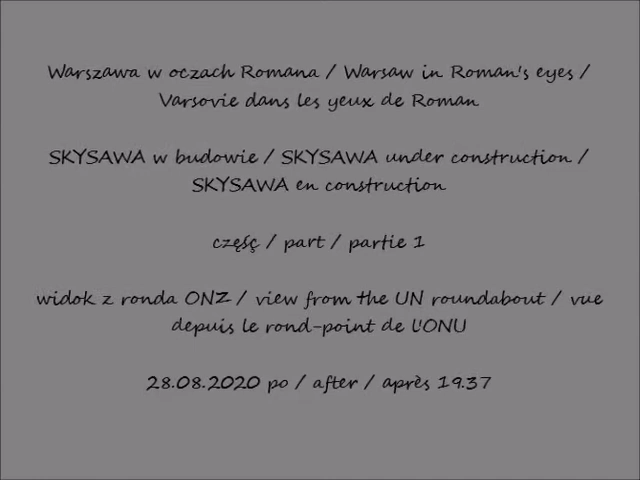 Warszawa w oczach Romana / Warsaw in Roman's eyes /
Varsovie dans les yeux de Roman
SKYSAWA w budowie / SKYSAWA under construction /
SKYSAWA en construction
częśç / part / partie 1
widok z ronda ONZ / view from the UN roundabout / vue
depuis le rond-point de l'ONU
28.08.2020 po / after / après 19.37